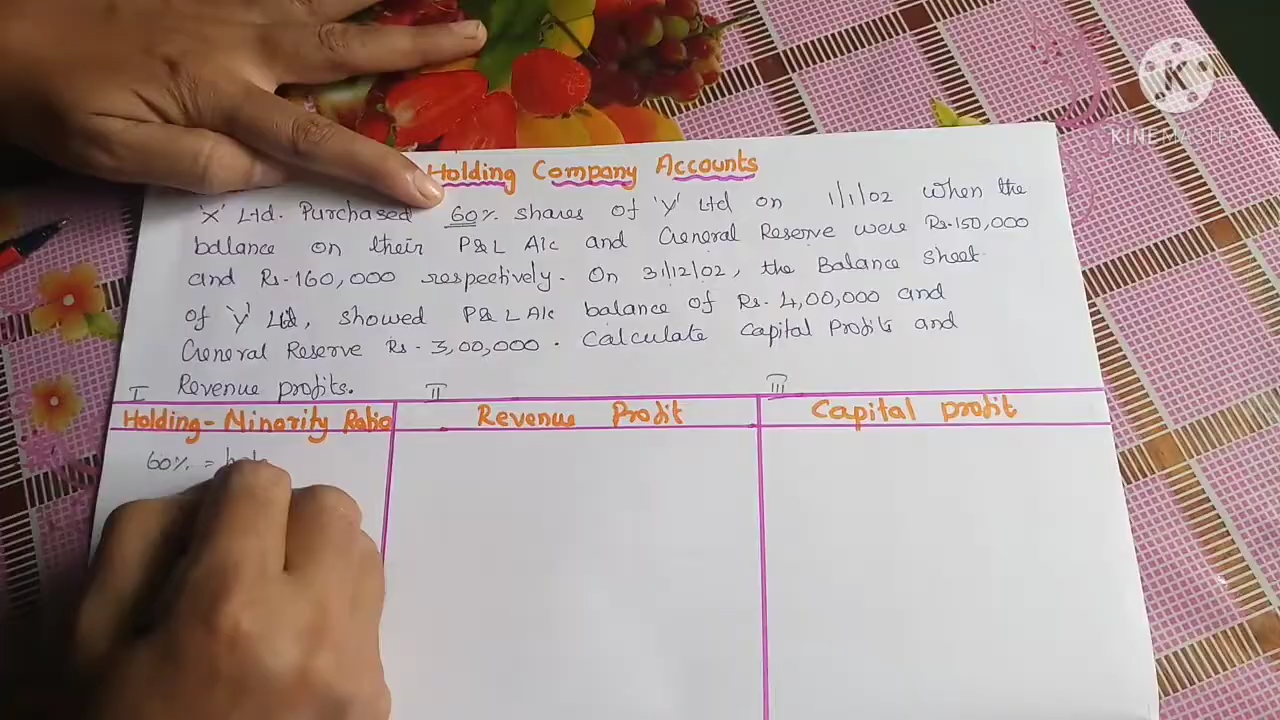 KINEMASTER
Holding Company Accounts
'X' Ltd. Purchased 60% shares of 'Y' Ltd on 1/1/02 when the
balance on their P&L A/c and General Reserve were Rs.150,000
and Rs.160,000 respectively. On 31/12/02, the Balance sheet
of 'Y' Ltd, showed P&L A/c balance of Rs. 4,00,000 and
General Reserve Rs. 3,00,000. Calculate Capital Profits and
Revenue profits.
I II III
Holding-Minority Ratio Revenue Profit Capital profit
60% =